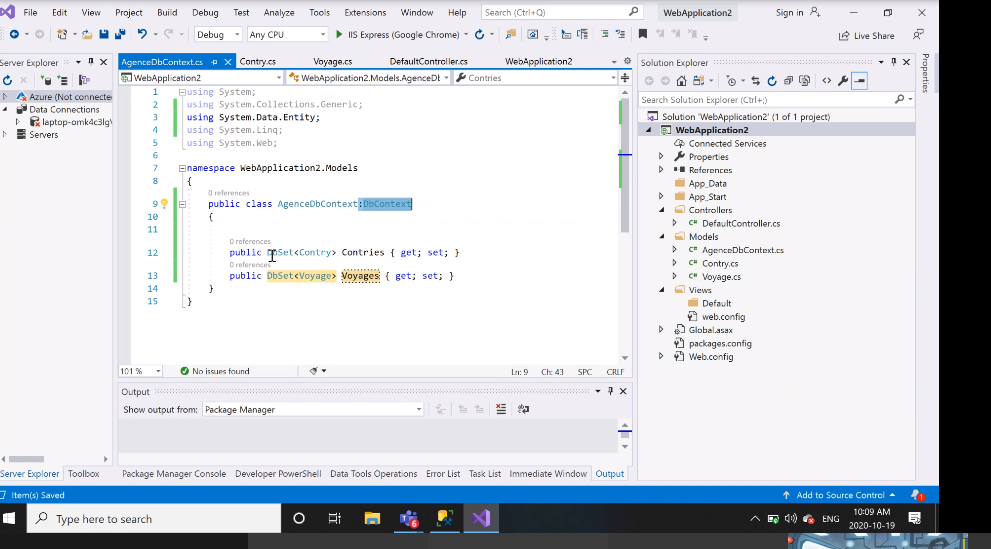 File Edit View Project Build Debug Test Analyze Tools Extensions Window Help Search (Ctrl+Q) WebApplication2 Sign in
Debug Any CPU IIS Express (Google Chrome) Live Share
Server Explorer
Azure (Not connected
Data Connections
laptop-omk4c3lg\
Servers
AgenceDbContext.cs Contry.cs Voyage.cs DefaultController.cs WebApplication2
WebApplication2 WebApplication2.Models.AgenceDb Contries
1 using System;
2 using System.Collections.Generic;
3 using System.Data.Entity;
4 using System.Linq;
5 using System.Web;
6
7 namespace WebApplication2.Models
8 {
0 references
9 public class AgenceDbContext:DbContext
10 {
11
0 references
12 public DbSet<Contry> Contries { get; set; }
0 references
13 public DbSet<Voyage> Voyages { get; set; }
14 }
15 }
101 % No issues found Ln: 9 Ch: 43 SPC CRLF
Output
Show output from: Package Manager
Server Explorer Toolbox Package Manager Console Developer PowerShell Data Tools Operations Error List Task List Immediate Window Output
Solution Explorer
Search Solution Explorer (Ctrl+;)
Solution 'WebApplication2' (1 of 1 project)
WebApplication2
Connected Services
Properties
References
App_Data
App_Start
Controllers
C# DefaultController.cs
Models
C# AgenceDbContext.cs
C# Contry.cs
C# Voyage.cs
Views
Default
web.config
Global.asax
packages.config
Web.config
Properties
Item(s) Saved Add to Source Control 1
Type here to search 6 ENG 10:09 AM
2020-10-19